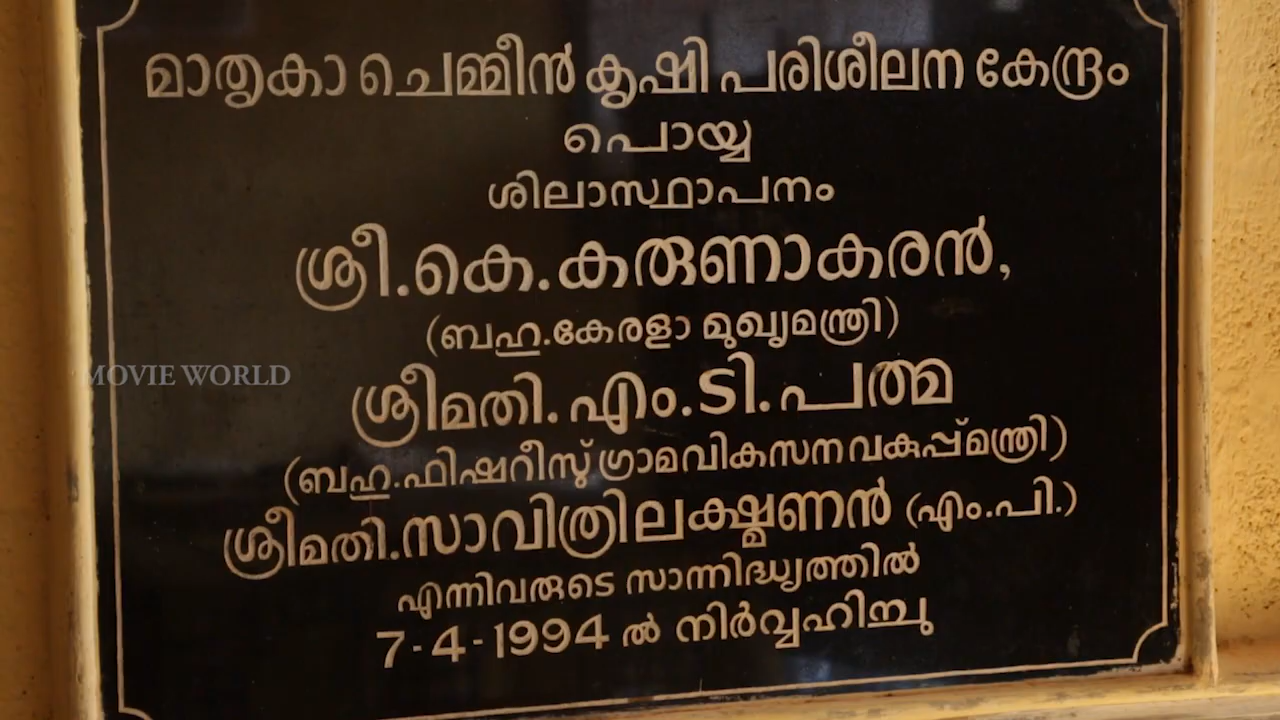 മാതൃകാ ചെമ്മീൻ കൃഷി പരിശീലന കേന്ദ്രം
പൊയ്യ
ശിലാസ്ഥാപനം
ശ്രീ.കെ.കരുണാകരൻ,
(ബഹു.കേരളാ മുഖ്യമന്ത്രി)
MOVIE WORLD
ശ്രീമതി.എം.ടി.പത്മ
(ബഹു.ഫിഷറീസ് ഗ്രാമവികസനവകുപ്പ്മന്ത്രി)
ശ്രീമതി.സാവിത്രിലക്ഷ്മണൻ (എം.പി.)
എന്നിവരുടെ സാന്നിദ്ധ്യത്തിൽ
7-4-1994 ൽ നിർവ്വഹിച്ചു